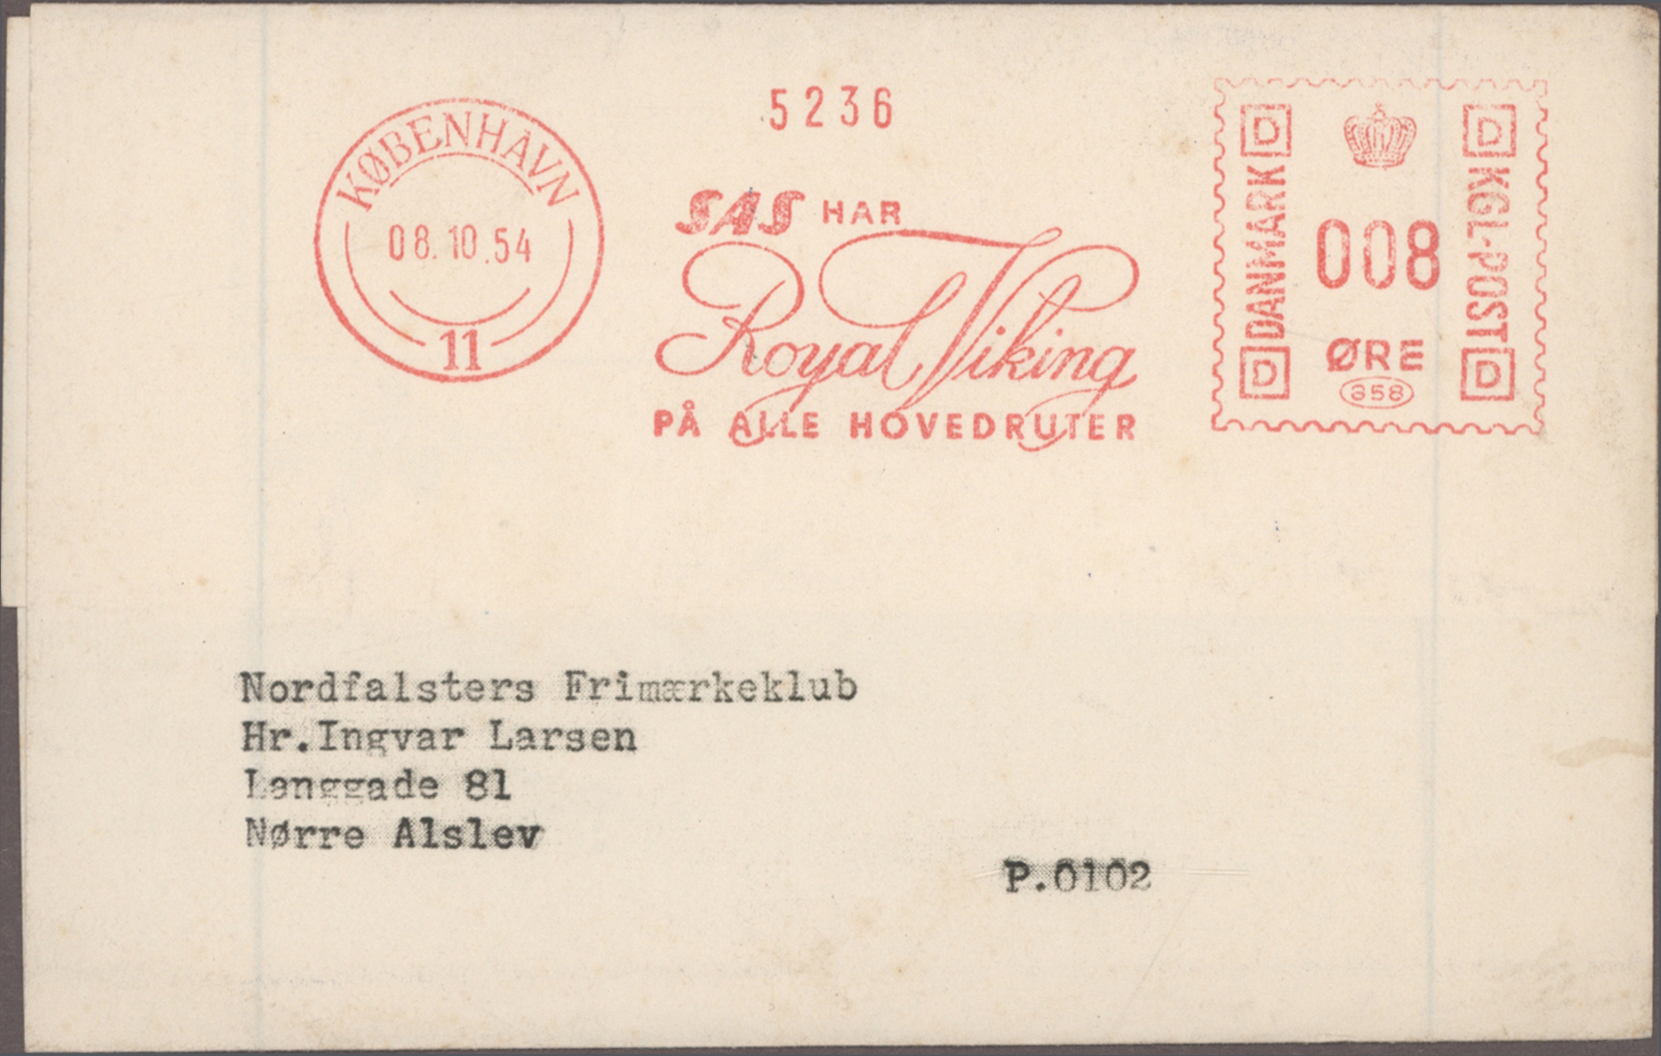 KØBENHAVN
08.10.54
11
5236
SAS HAR
Royal Viking
PÅ ALLE HOVEDRUTER
D D
DANMARK
KGL-POST
008
ØRE
358
D D
Nordfalsters Frimærkeklub
Hr.Ingvar Larsen
Langgade 81
Nørre Alslev
P.0102